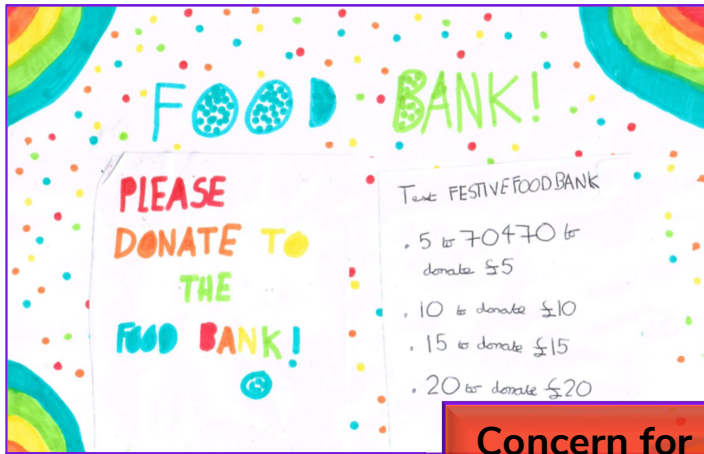 FOOD BANK!
PLEASE
DONATE TO
THE
FOOD BANK!
Text FESTIVEFOODBANK
. 5 to 70470 to
donate £5
. 10 to donate £10
. 15 to donate £15
. 20 to donate £20
Concern for